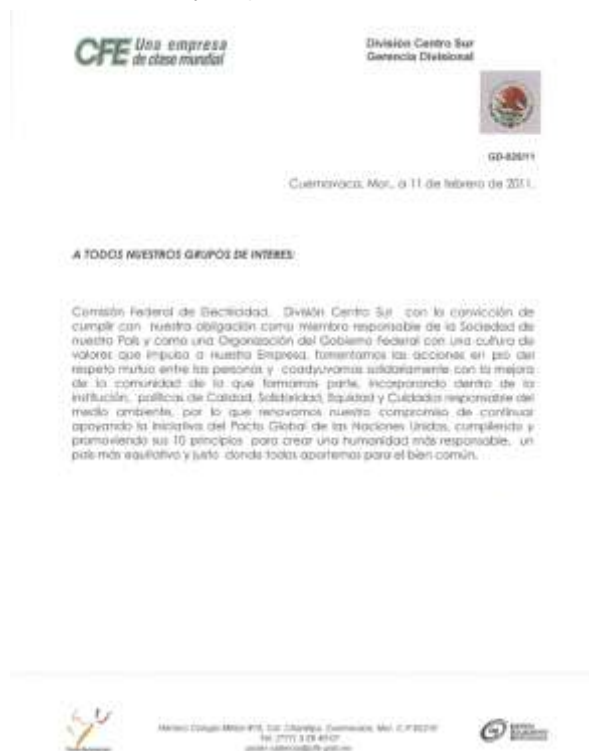 CFE Una empresa
de clase mundial
División Centro Sur
Gerencia Divisional
Cuernavaca, Mor., a 11 de febrero de 2011.
A TODOS NUESTROS GRUPOS DE INTERES:
Comisión Federal de Electricidad, División Centro Sur con la convicción de
cumplir con nuestra obligación como miembro responsable de la Sociedad de
nuestro País y como una Organización del Gobierno Federal con una cultura de
valores que impulsa a nuestra Empresa, fomentamos las acciones en pro del
respeto mutuo entre las personas y coadyuvamos solidariamente con la mejora
de la comunidad de la que formamos parte, incorporando dentro de la
institución, políticas de Calidad, Solidaridad, Equidad y Cuidados responsable del
medio ambiente, por lo que renovamos nuestro compromiso de continuar
apoyando la iniciativa del Pacto Global de las Naciones Unidas, cumpliendo y
promoviendo sus 10 principios para crear una humanidad más responsable, un
país más equitativo y justo donde todos aportemos para el bien común.